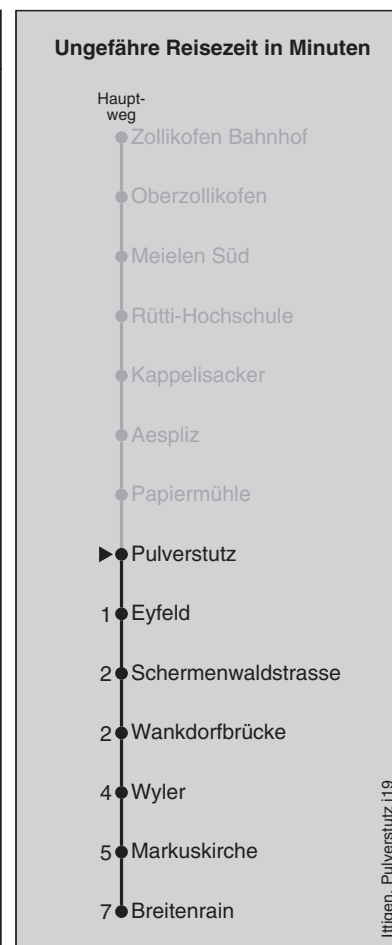 Ungefähre Reisezeit in Minuten
Haupt-
weg
Zollikofen Bahnhof
Oberzollikofen
Meielen Süd
Rütti-Hochschule
Kappelisacker
Aespliz
Papiermühle
Pulverstutz
1 Eyfeld
2 Schermenwaldstrasse
2 Wankdorfbrücke
4 Wyler
5 Markuskirche
7 Breitenrain
Ittigen, Pulverstutz j19